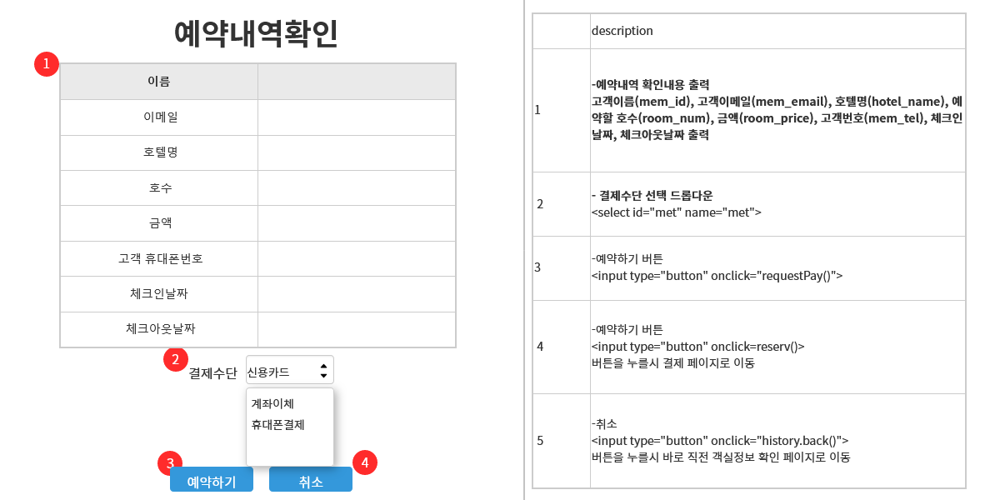 예약내역확인
1
이름
이메일
호텔명
호수
금액
고객 휴대폰번호
체크인날짜
체크아웃날짜
2
결제수단
신용카드
계좌이체
휴대폰결제
3
4
예약하기
취소
description
1
-예약내역 확인내용 출력
고객이름(mem_id), 고객이메일(mem_email), 호텔명(hotel_name), 예
약할 호수(room_num), 금액(room_price), 고객번호(mem_tel), 체크인
날짜, 체크아웃날짜 출력
2
- 결제수단 선택 드롭다운
<select id="met" name="met">
3
-예약하기 버튼
<input type="button" onclick="requestPay()">
4
-예약하기 버튼
<input type="button" onclick=reserv()>
버튼을 누를시 결제 페이지로 이동
5
-취소
<input type="button" onclick="history.back()">
버튼을 누를시 바로 직전 객실정보 확인 페이지로 이동